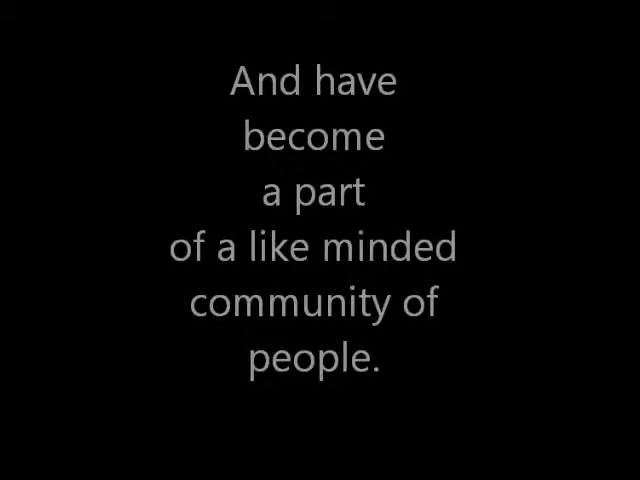 And have
become
a part
of a like minded
community of
people.